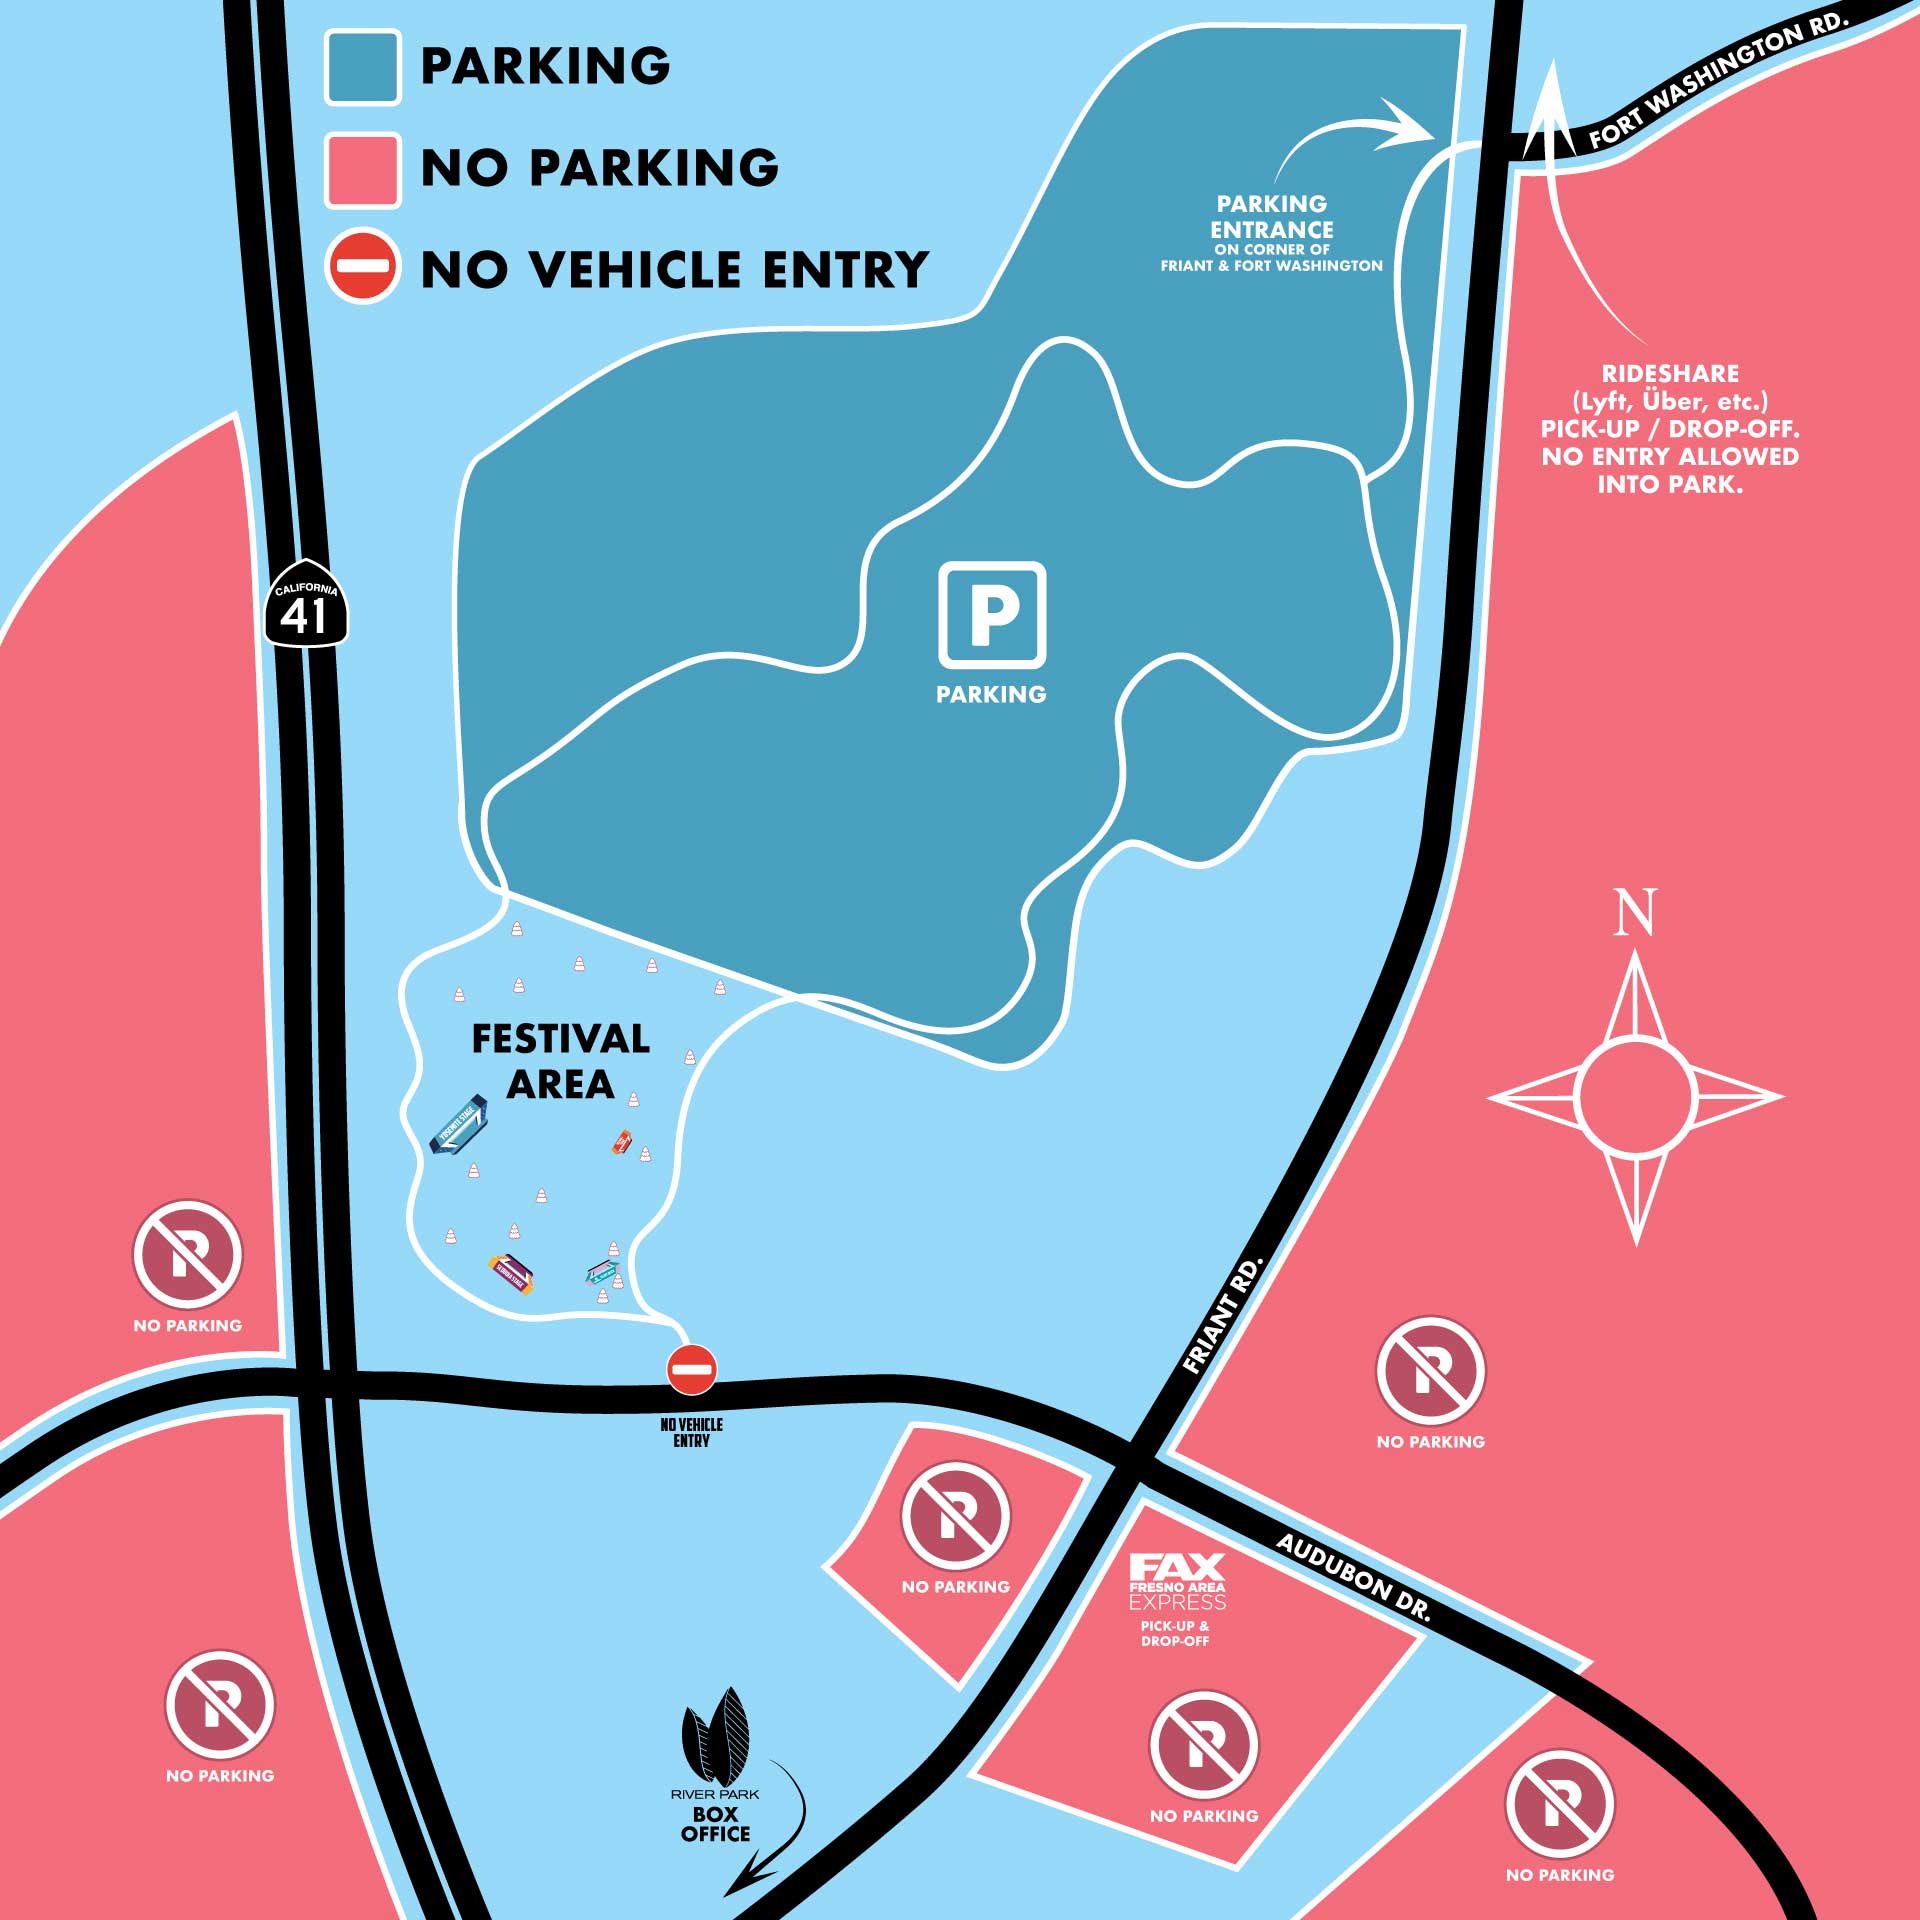 PARKING
NO PARKING
NO VEHICLE ENTRY
FORT WASHINGTON RD.
PARKING
ENTRANCE
ON CORNER OF
FRIANT & FORT WASHINGTON
RIDESHARE
(Lyft, Über, etc.)
PICK-UP / DROP-OFF.
NO ENTRY ALLOWED
INTO PARK.
CALIFORNIA
41
P
PARKING
N
FESTIVAL
AREA
YOSEMITE STAGE
SEQUOIA STAGE
P
NO PARKING
FRIANT RD.
P
NO PARKING
NO VEHICLE
ENTRY
P
NO PARKING
AUDUBON DR.
FAX
FRESNO AREA
EXPRESS
PICK-UP &
DROP-OFF
P
NO PARKING
P
NO PARKING
P
NO PARKING
RIVER PARK
BOX
OFFICE